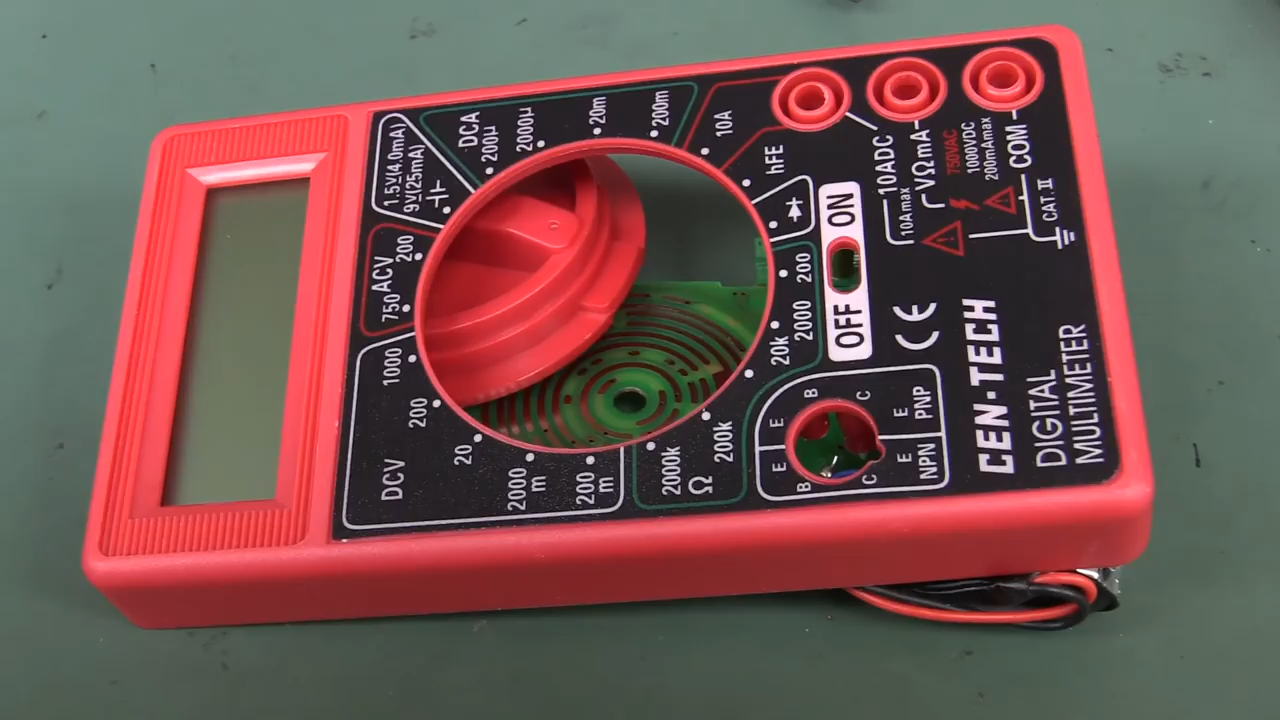 1.5V(4.0mA)
9V(25mA)
DCA
200µ
2000µ
20m
200m
10A
hFE
ACV
200
750
DCV
1000
200
20
2000
m
200
m
2000k
Ω
200k
20k
2000
200
ON
OFF
10ADC
10Amax
VΩmA
750VAC
1000VDC
200mAmax
COM
CAT. II
CE
E
B
C
E
PNP
E
B
C
E
NPN
CEN-TECH
DIGITAL
MULTIMETER